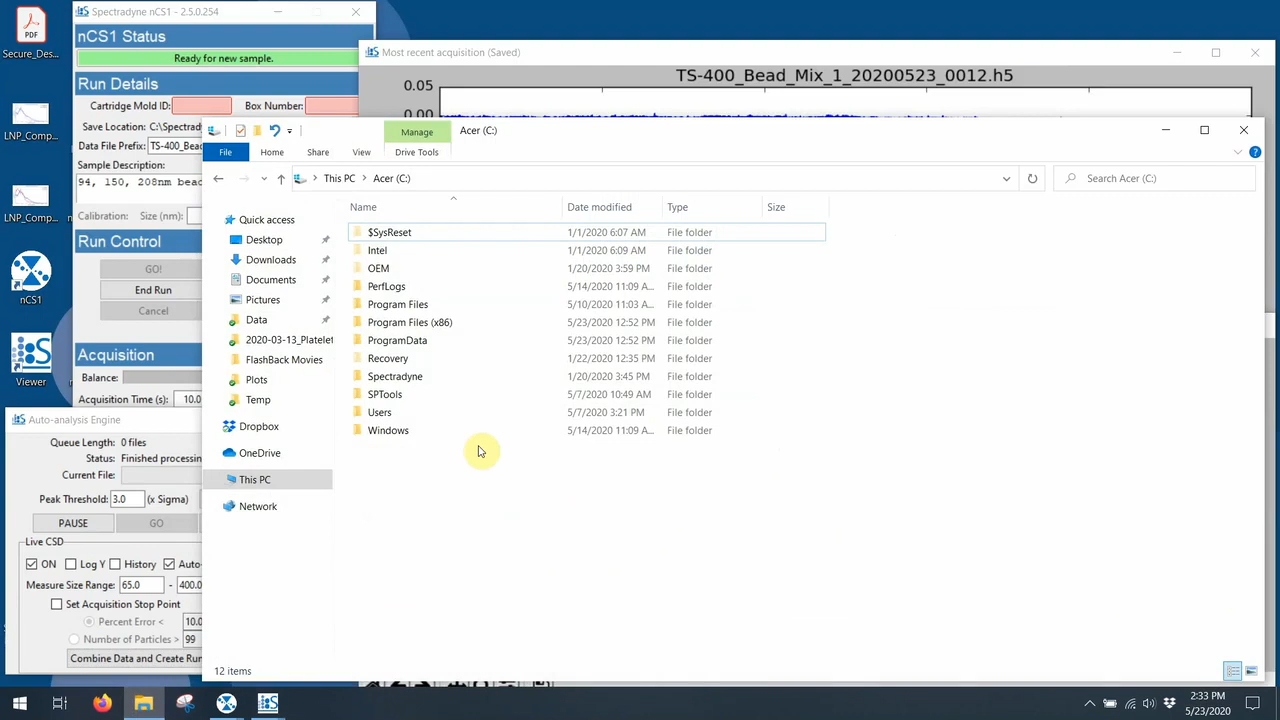 Secure_Des...
LNP_Comp...
LNP_Comp...
nCS1
Viewer
Spectradyne nCS1 - 2.5.0.254
nCS1 Status
Ready for new sample.
Run Details
Cartridge Mold ID:
Box Number:
Save Location: C:\Spectrady
Data File Prefix: TS-400_Bead
Sample Description:
94, 150, 208nm bead
Calibration: Size (nm):
Run Control
GO!
End Run
Cancel
Acquisition
Balance:
Acquisition Time (s): 10.0
Auto-analysis Engine
Queue Length: 0 files
Status: Finished processin
Current File:
Peak Threshold: 3.0 (x Sigma)
PAUSE GO
Live CSD
ON Log Y History Auto-
Measure Size Range: 65.0 - 400.0
Set Acquisition Stop Point
Percent Error < 10.0
Number of Particles > 99
Combine Data and Create Run
Most recent acquisition (Saved)
TS-400_Bead_Mix_1_20200523_0012.h5
0.05
0.00
Manage Acer (C:)
File Home Share View Drive Tools
This PC Acer (C:)
Search Acer (C:)
Quick access
Desktop
Downloads
Documents
Pictures
Data
2020-03-13_Platelet
FlashBack Movies
Plots
Temp
Dropbox
OneDrive
This PC
Network
Name Date modified Type Size
$SysReset 1/1/2020 6:07 AM File folder
Intel 1/1/2020 6:09 AM File folder
OEM 1/20/2020 3:59 PM File folder
PerfLogs 5/14/2020 11:09 A... File folder
Program Files 5/10/2020 11:03 A... File folder
Program Files (x86) 5/23/2020 12:52 PM File folder
ProgramData 5/23/2020 12:52 PM File folder
Recovery 1/22/2020 12:35 PM File folder
Spectradyne 1/20/2020 3:45 PM File folder
SPTools 5/7/2020 10:49 AM File folder
Users 5/7/2020 3:21 PM File folder
Windows 5/14/2020 11:09 A... File folder
12 items
2:33 PM
5/23/2020